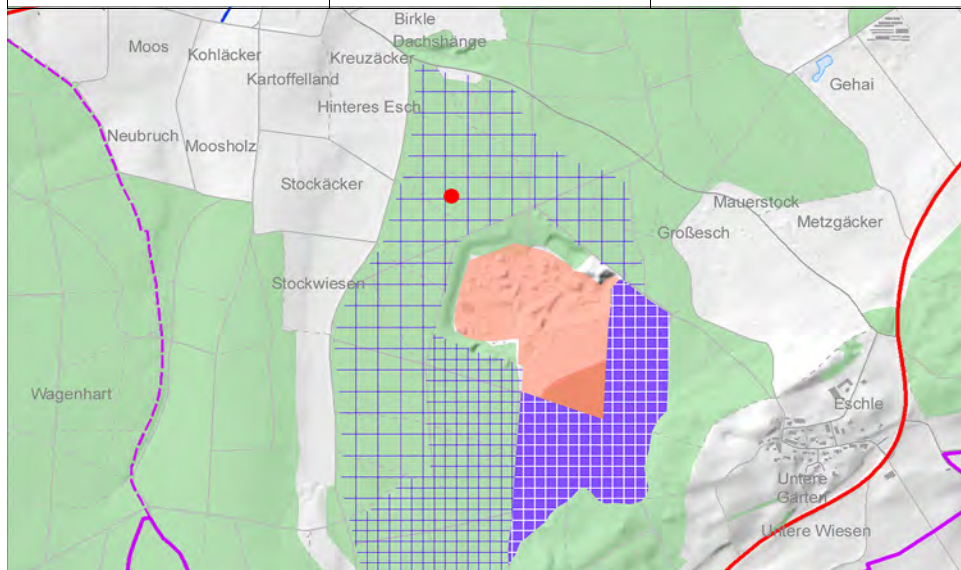 Birkle
Dachshänge
Moos
Kohläcker
Kreuzäcker
Kartoffelland
Gehai
Hinteres Esch
Neubruch
Moosholz
Stockäcker
Mauerstock
Metzgäcker
Großesch
Stockwiesen
Wagenhart
Eschle
Untere
Gärten
Untere Wiesen